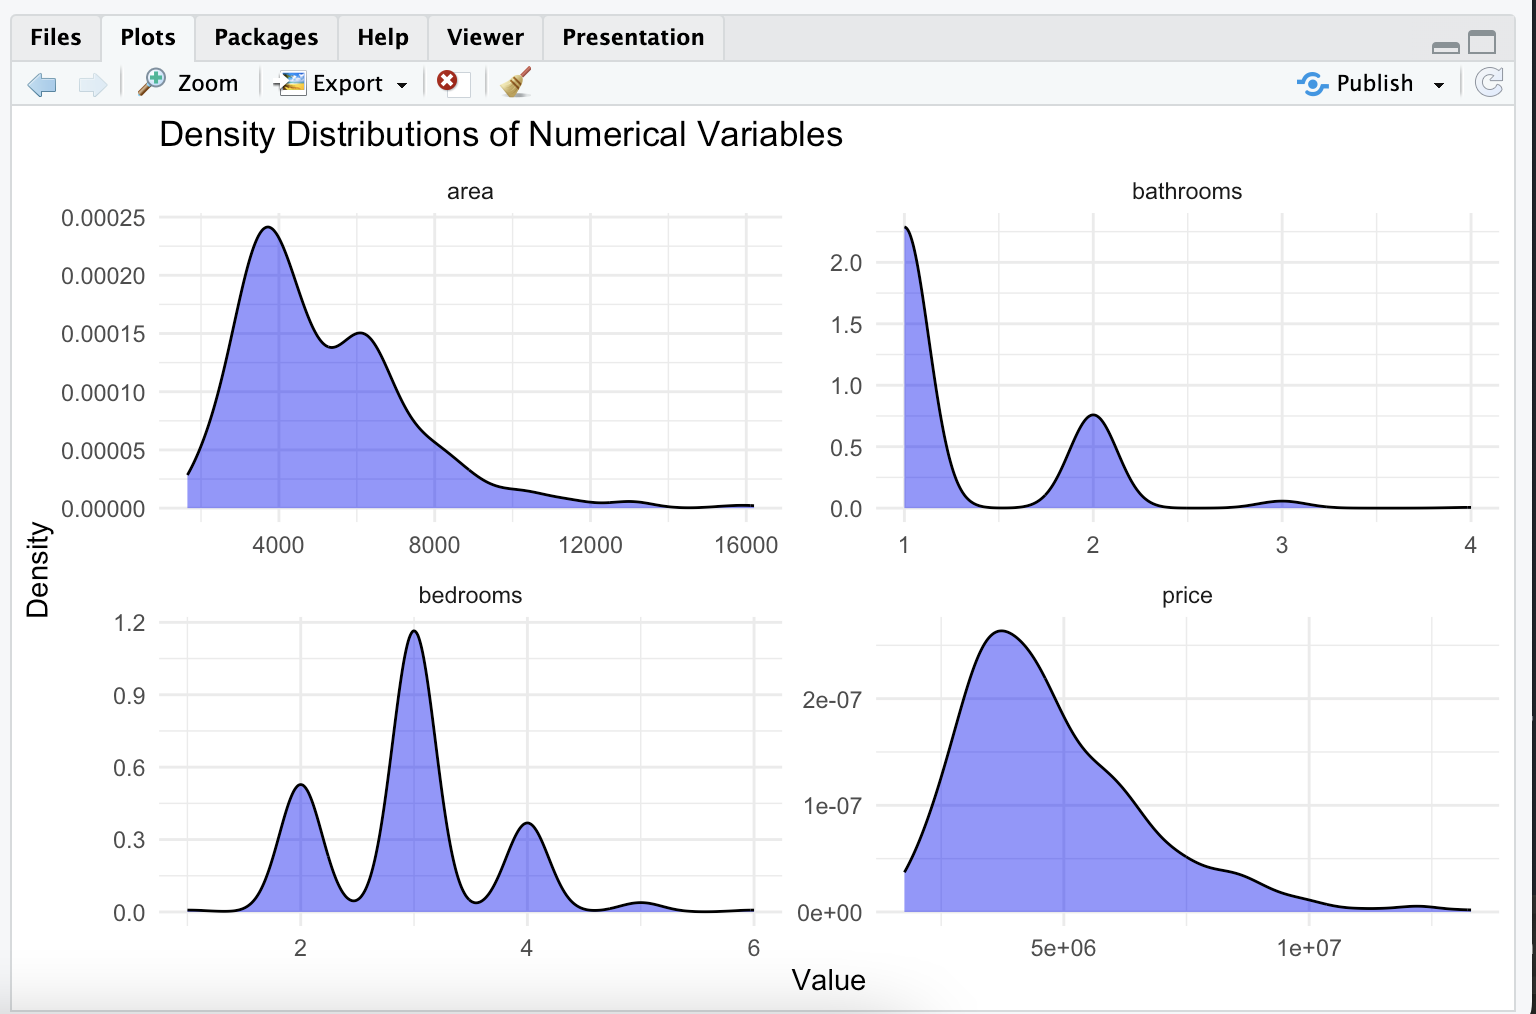 Files Plots Packages Help Viewer Presentation
Zoom Export Publish
Density Distributions of Numerical Variables
area
0.00025
0.00020
0.00015
0.00010
0.00005
0.00000
4000 8000 12000 16000
bathrooms
2.0
1.5
1.0
0.5
0.0
1 2 3 4
Density
bedrooms
1.2
0.9
0.6
0.3
0.0
2 4 6
price
2e-07
1e-07
0e+00
5e+06 1e+07
Value